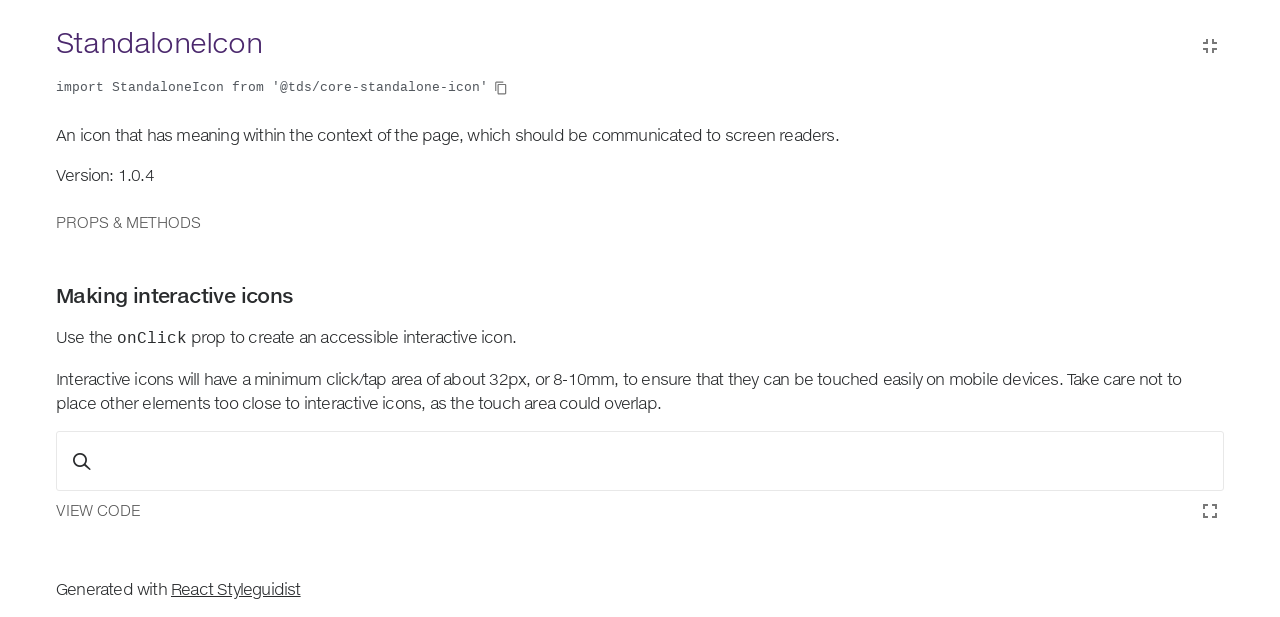 StandaloneIcon
import StandaloneIcon from '@tds/core-standalone-icon'
An icon that has meaning within the context of the page, which should be communicated to screen readers.
Version: 1.0.4
PROPS & METHODS
Making interactive icons
Use the onClick prop to create an accessible interactive icon.
Interactive icons will have a minimum click/tap area of about 32px, or 8-10mm, to ensure that they can be touched easily on mobile devices. Take care not to
place other elements too close to interactive icons, as the touch area could overlap.
VIEW CODE
Generated with React Styleguidist